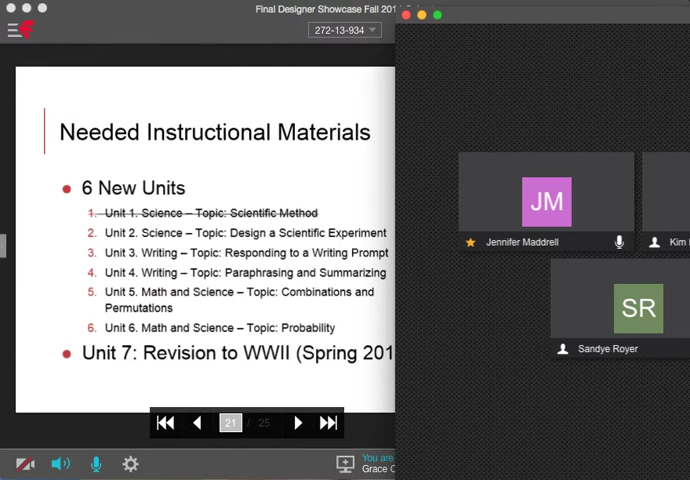 Final Designer Showcase Fall 201
272-13-934
Needed Instructional Materials
6 New Units
1. Unit 1. Science – Topic: Scientific Method
2. Unit 2. Science – Topic: Design a Scientific Experiment
3. Unit 3. Writing – Topic: Responding to a Writing Prompt
4. Unit 4. Writing – Topic: Paraphrasing and Summarizing
5. Unit 5. Math and Science – Topic: Combinations and
Permutations
6. Unit 6. Math and Science – Topic: Probability
Unit 7: Revision to WWII (Spring 201
21 / 25
You are
Grace C
JM
Jennifer Maddrell
Kim
SR
Sandye Royer